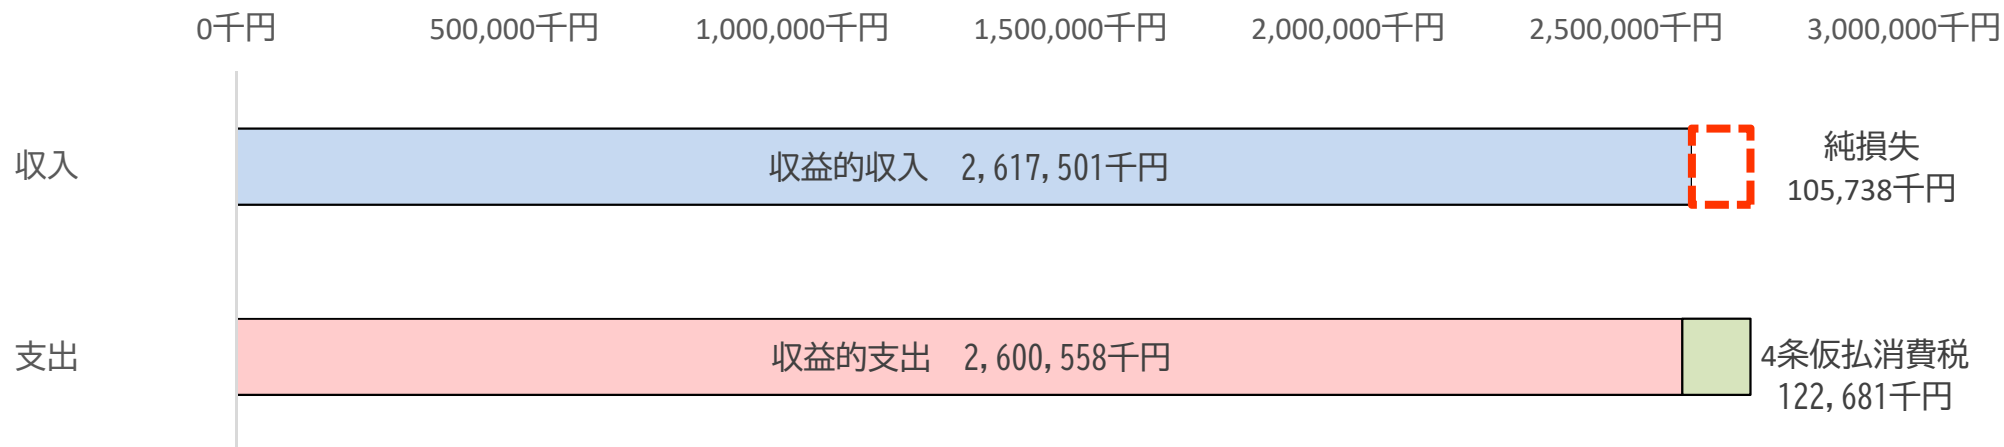 0千円 500,000千円 1,000,000千円 1,500,000千円 2,000,000千円 2,500,000千円 3,000,000千円
収入
収益的収入　2,617,501千円
純損失
105,738千円
支出
収益的支出　2,600,558千円
4条仮払消費税
122,681千円